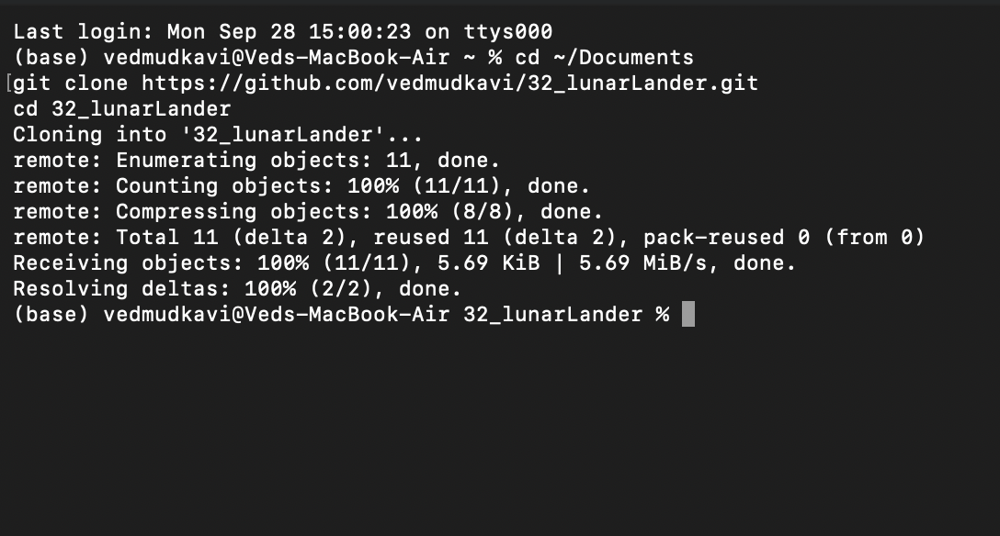 Last login: Mon Sep 28 15:00:23 on ttys000
(base) vedmudkavi@Veds-MacBook-Air ~ % cd ~/Documents
[git clone https://github.com/vedmudkavi/32_lunarLander.git
cd 32_lunarLander
Cloning into '32_lunarLander'...
remote: Enumerating objects: 11, done.
remote: Counting objects: 100% (11/11), done.
remote: Compressing objects: 100% (8/8), done.
remote: Total 11 (delta 2), reused 11 (delta 2), pack-reused 0 (from 0)
Receiving objects: 100% (11/11), 5.69 KiB | 5.69 MiB/s, done.
Resolving deltas: 100% (2/2), done.
(base) vedmudkavi@Veds-MacBook-Air 32_lunarLander %